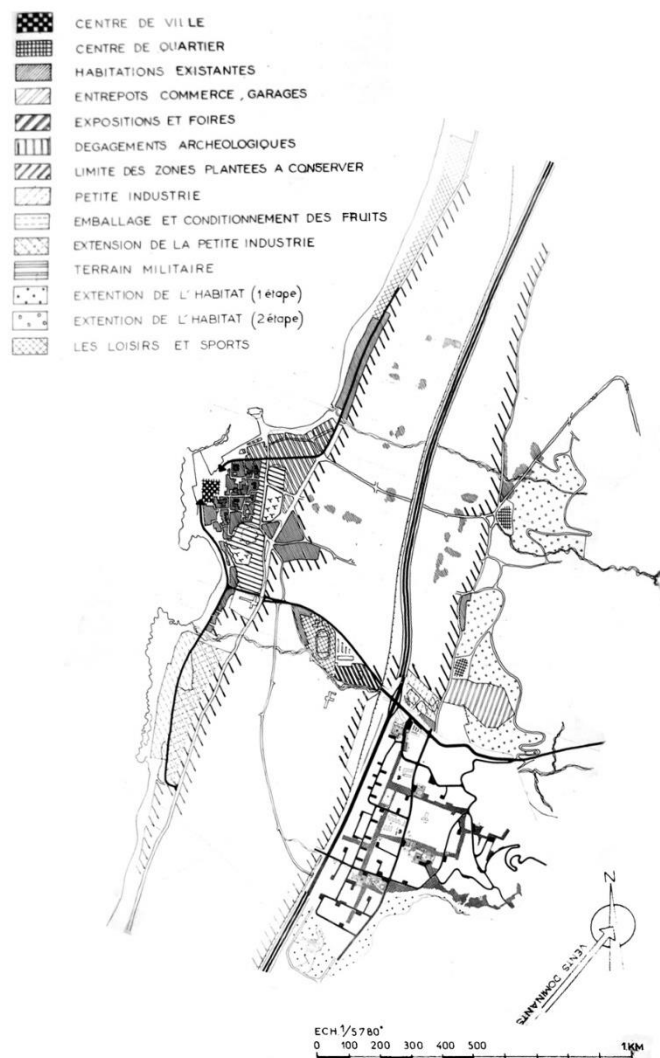 CENTRE DE VILLE
CENTRE DE QUARTIER
HABITATIONS EXISTANTES
ENTREPOTS COMMERCE, GARAGES
EXPOSITIONS ET FOIRES
DEGAGEMENTS ARCHEOLOGIQUES
LIMITE DES ZONES PLANTEES A CONSERVER
PETITE INDUSTRIE
EMBALLAGE ET CONDITIONNEMENT DES FRUITS
EXTENSION DE LA PETITE INDUSTRIE
TERRAIN MILITAIRE
EXTENTION DE L'HABITAT (1 étape)
EXTENTION DE L'HABITAT (2 étape)
LES LOISIRS ET SPORTS
N
VENTS DOMINANTS
ECH 1/5780°
0 100 200 300 400 500 1KM